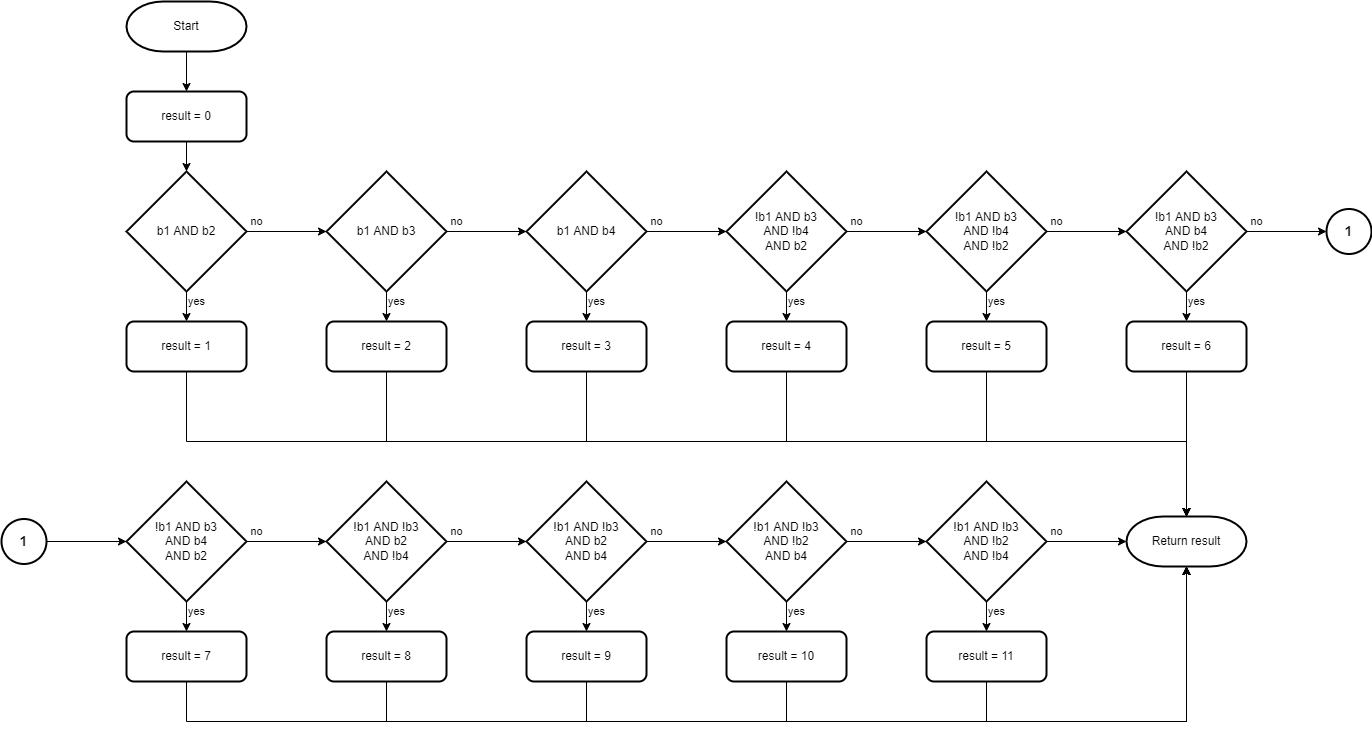 Start
result = 0
b1 AND b2
no
b1 AND b3
no
b1 AND b4
no
!b1 AND b3
AND !b4
AND b2
no
!b1 AND b3
AND !b4
AND !b2
no
!b1 AND b3
AND b4
AND !b2
no
1
yes
yes
yes
yes
yes
yes
result = 1
result = 2
result = 3
result = 4
result = 5
result = 6
1
!b1 AND b3
AND b4
AND b2
no
!b1 AND !b3
AND b2
AND !b4
no
!b1 AND !b3
AND b2
AND b4
no
!b1 AND !b3
AND !b2
AND b4
no
!b1 AND !b3
AND !b2
AND !b4
no
Return result
yes
yes
yes
yes
yes
result = 7
result = 8
result = 9
result = 10
result = 11